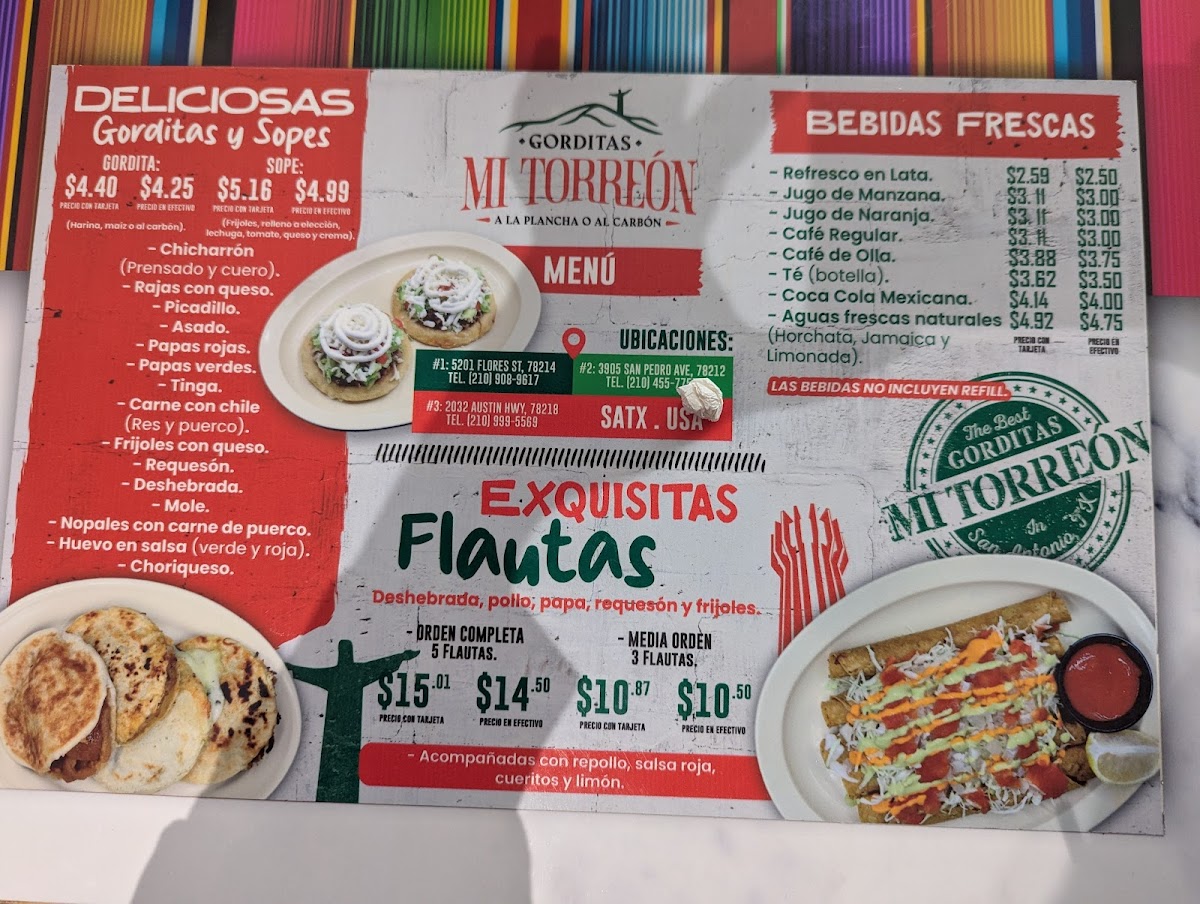 DELICIOSAS
Gorditas y Sopes
GORDITA:
$4.40 $4.25
PRECIO CON TARJETA PRECIO EN EFECTIVO
(Harina, maíz o al carbón).
SOPE:
$5.16 $4.99
PRECIO CON TARJETA PRECIO EN EFECTIVO
(Frijoles, relleno a elección,
lechuga, tomate, queso y crema).
- Chicharrón
(Prensado y cuero).
- Rajas con queso.
- Picadillo.
- Asado.
- Papas rojas.
- Papas verdes.
- Tinga.
- Carne con chile
(Res y puerco).
- Frijoles con queso.
- Requesón.
- Deshebrada.
- Mole.
- Nopales con carne de puerco.
- Huevo en salsa (verde y roja).
- Choriqueso.
• GORDITAS •
MI TORREÓN
A LA PLANCHA O AL CARBÓN
MENÚ
UBICACIONES:
#1: 5201 FLORES ST, 78214
TEL. (210) 908-9617
#2: 3905 SAN PEDRO AVE, 78212
TEL. (210) 455-77
#3: 2032 AUSTIN HWY, 78218
TEL. (210) 999-5569
SATX . USA
EXQUISITAS
Flautas
Deshebrada, pollo, papa, requesón y frijoles.
- ORDEN COMPLETA
5 FLAUTAS.
$15.01 $14.50
PRECIO CON TARJETA PRECIO EN EFECTIVO
- MEDIA ORDEN
3 FLAUTAS.
$10.87 $10.50
PRECIO CON TARJETA PRECIO EN EFECTIVO
- Acompañadas con repollo, salsa roja,
cueritos y limón.
BEBIDAS FRESCAS
- Refresco en Lata. $2.59 $2.50
- Jugo de Manzana. $3.11 $3.00
- Jugo de Naranja. $3.11 $3.00
- Café Regular. $3.11 $3.00
- Café de Olla. $3.88 $3.75
- Té (botella). $3.62 $3.50
- Coca Cola Mexicana. $4.14 $4.00
- Aguas frescas naturales $4.92 $4.75
(Horchata, Jamaica y
Limonada).
PRECIO CON TARJETA PRECIO EN EFECTIVO
LAS BEBIDAS NO INCLUYEN REFILL.
The Best
GORDITAS
MI TORREÓN
In
San Antonio, TX